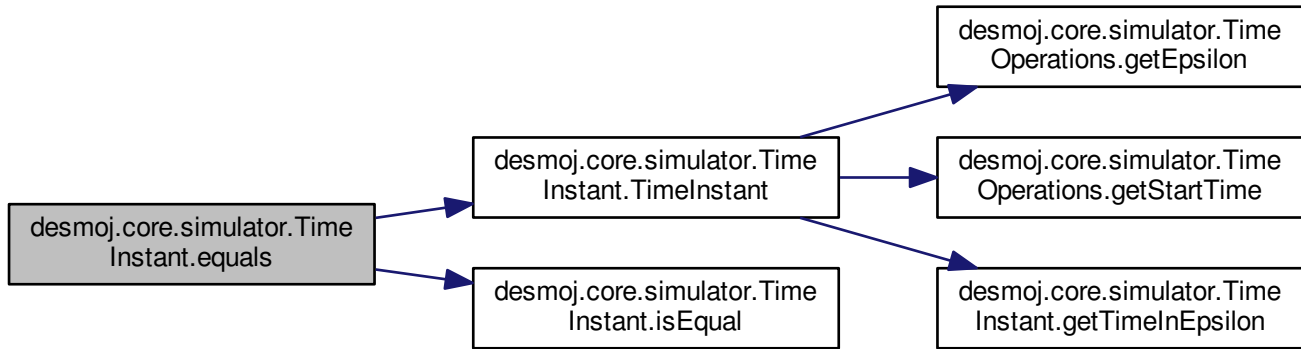 desmoj.core.simulator.Time
Instant.equals
desmoj.core.simulator.Time
Instant.TimeInstant
desmoj.core.simulator.Time
Instant.isEqual
desmoj.core.simulator.Time
Operations.getEpsilon
desmoj.core.simulator.Time
Operations.getStartTime
desmoj.core.simulator.Time
Instant.getTimeInEpsilon